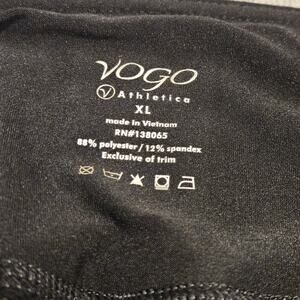 VOGO
Athletica
XL
made in Vietnam
RN#138065
88% polyester / 12% spandex
Exclusive of trim